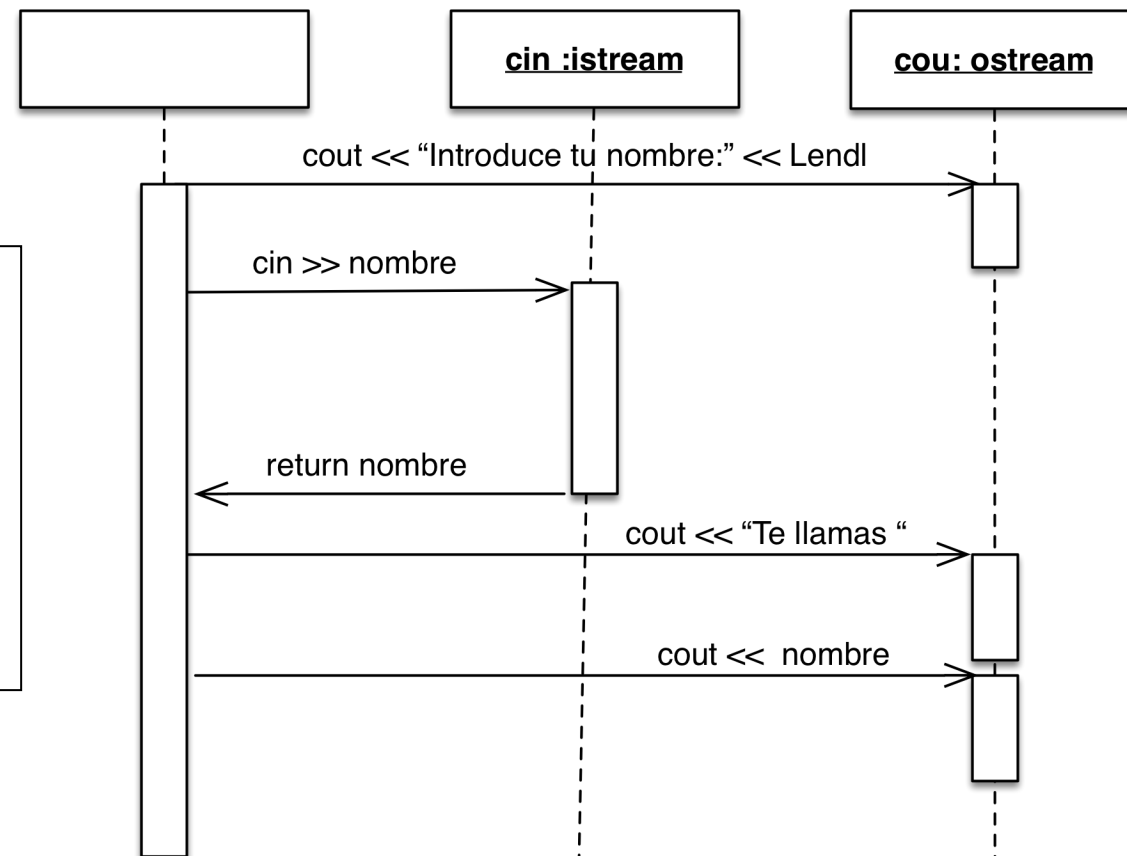 cin :istream
cou: ostream
cout << “Introduce tu nombre:” << Lendl
cin >> nombre
return nombre
cout << “Te llamas “
cout << nombre